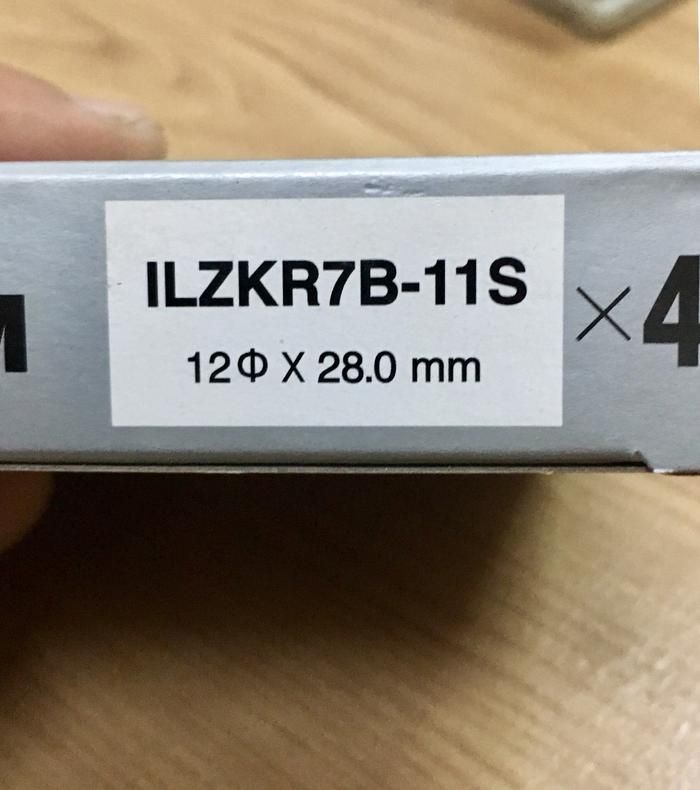 ILZKR7B-11S
12Φ X 28.0 mm
×4